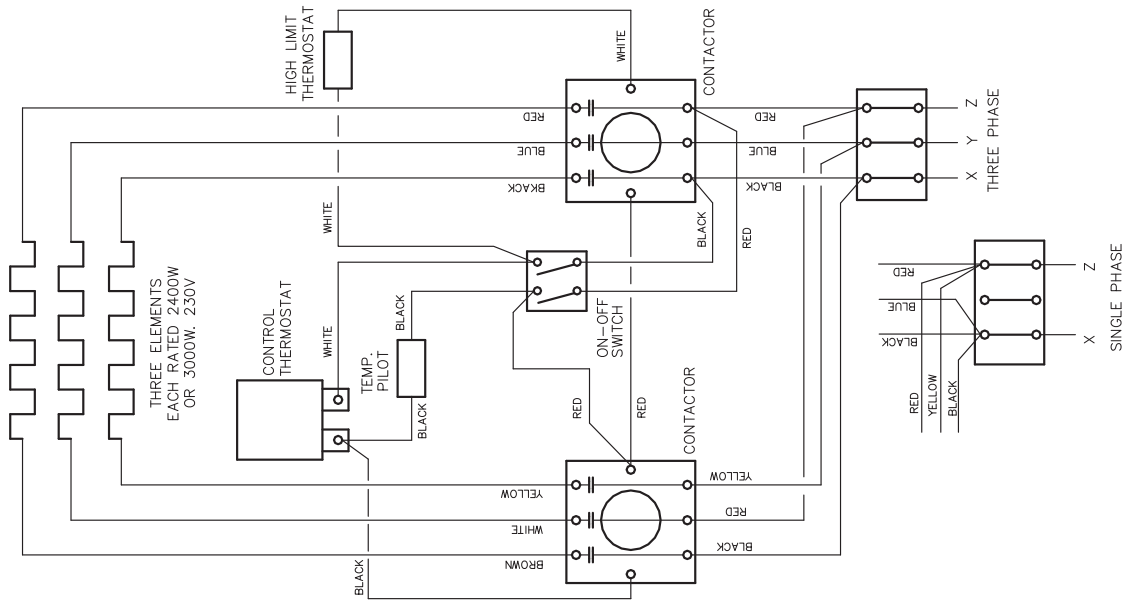 HIGH LIMIT
THERMOSTAT
WHITE
CONTACTOR
RED
BLUE
BKACK
RED
BLUE
BLACK
Z
Y
X
THREE PHASE
WHITE
BLACK
RED
THREE ELEMENTS
EACH RATED 2400W
OR 3000W. 230V
CONTROL
THERMOSTAT
WHITE
BLACK
TEMP.
PILOT
BLACK
ON-OFF
SWITCH
RED
RED
CONTACTOR
YELLOW
WHITE
BROWN
YELLOW
RED
BLACK
BLACK
RED
BLUE
BLACK
RED
YELLOW
BLACK
Z
X
SINGLE PHASE